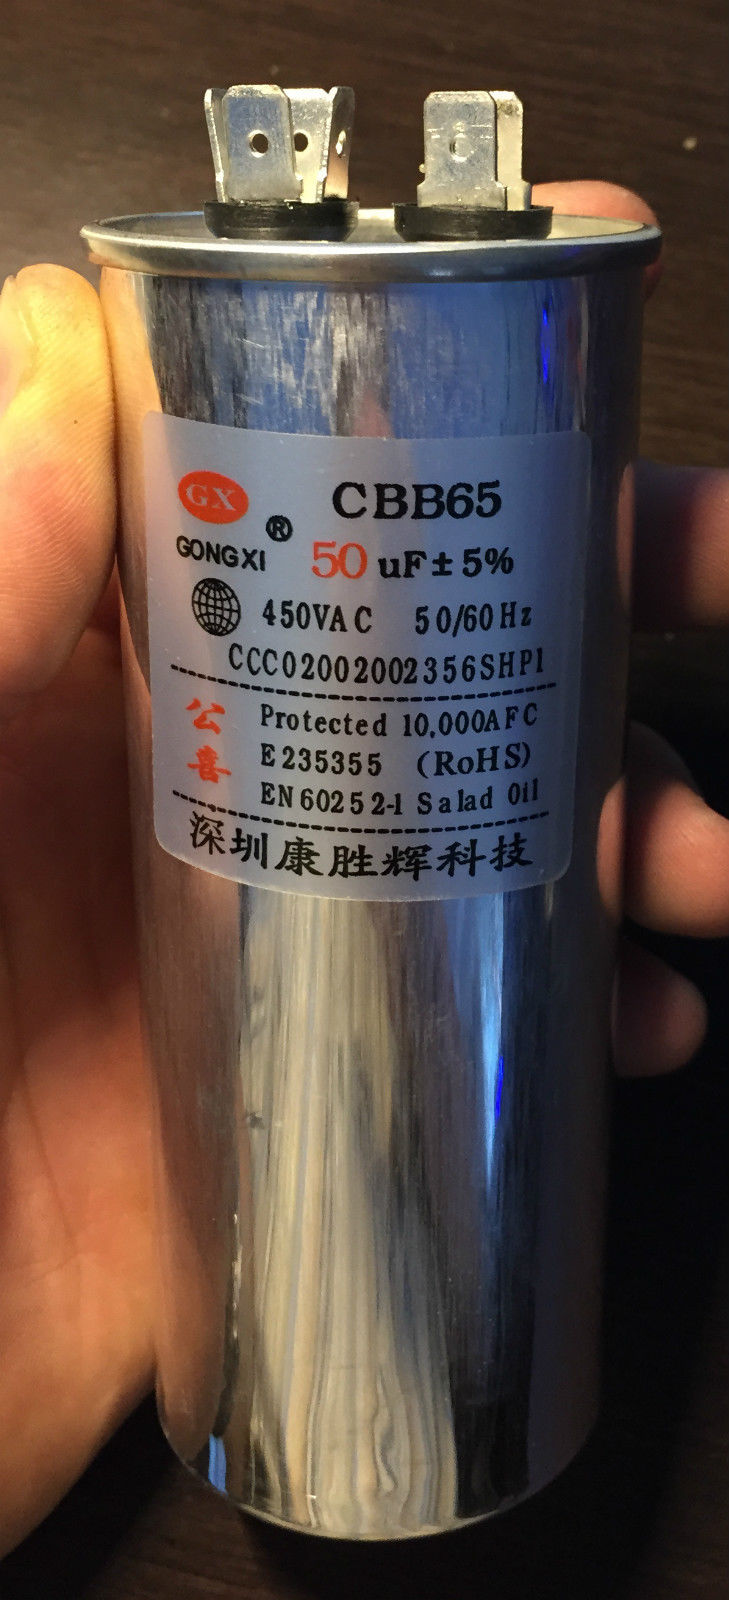 GX
GONGXI ®
CBB65
50 uF ± 5%
450VAC 50/60Hz
CCC02002002356SHP1
公喜
Protected 10,000AFC
E235355 (RoHS)
EN60252-1 Salad Oil
深圳康胜辉科技